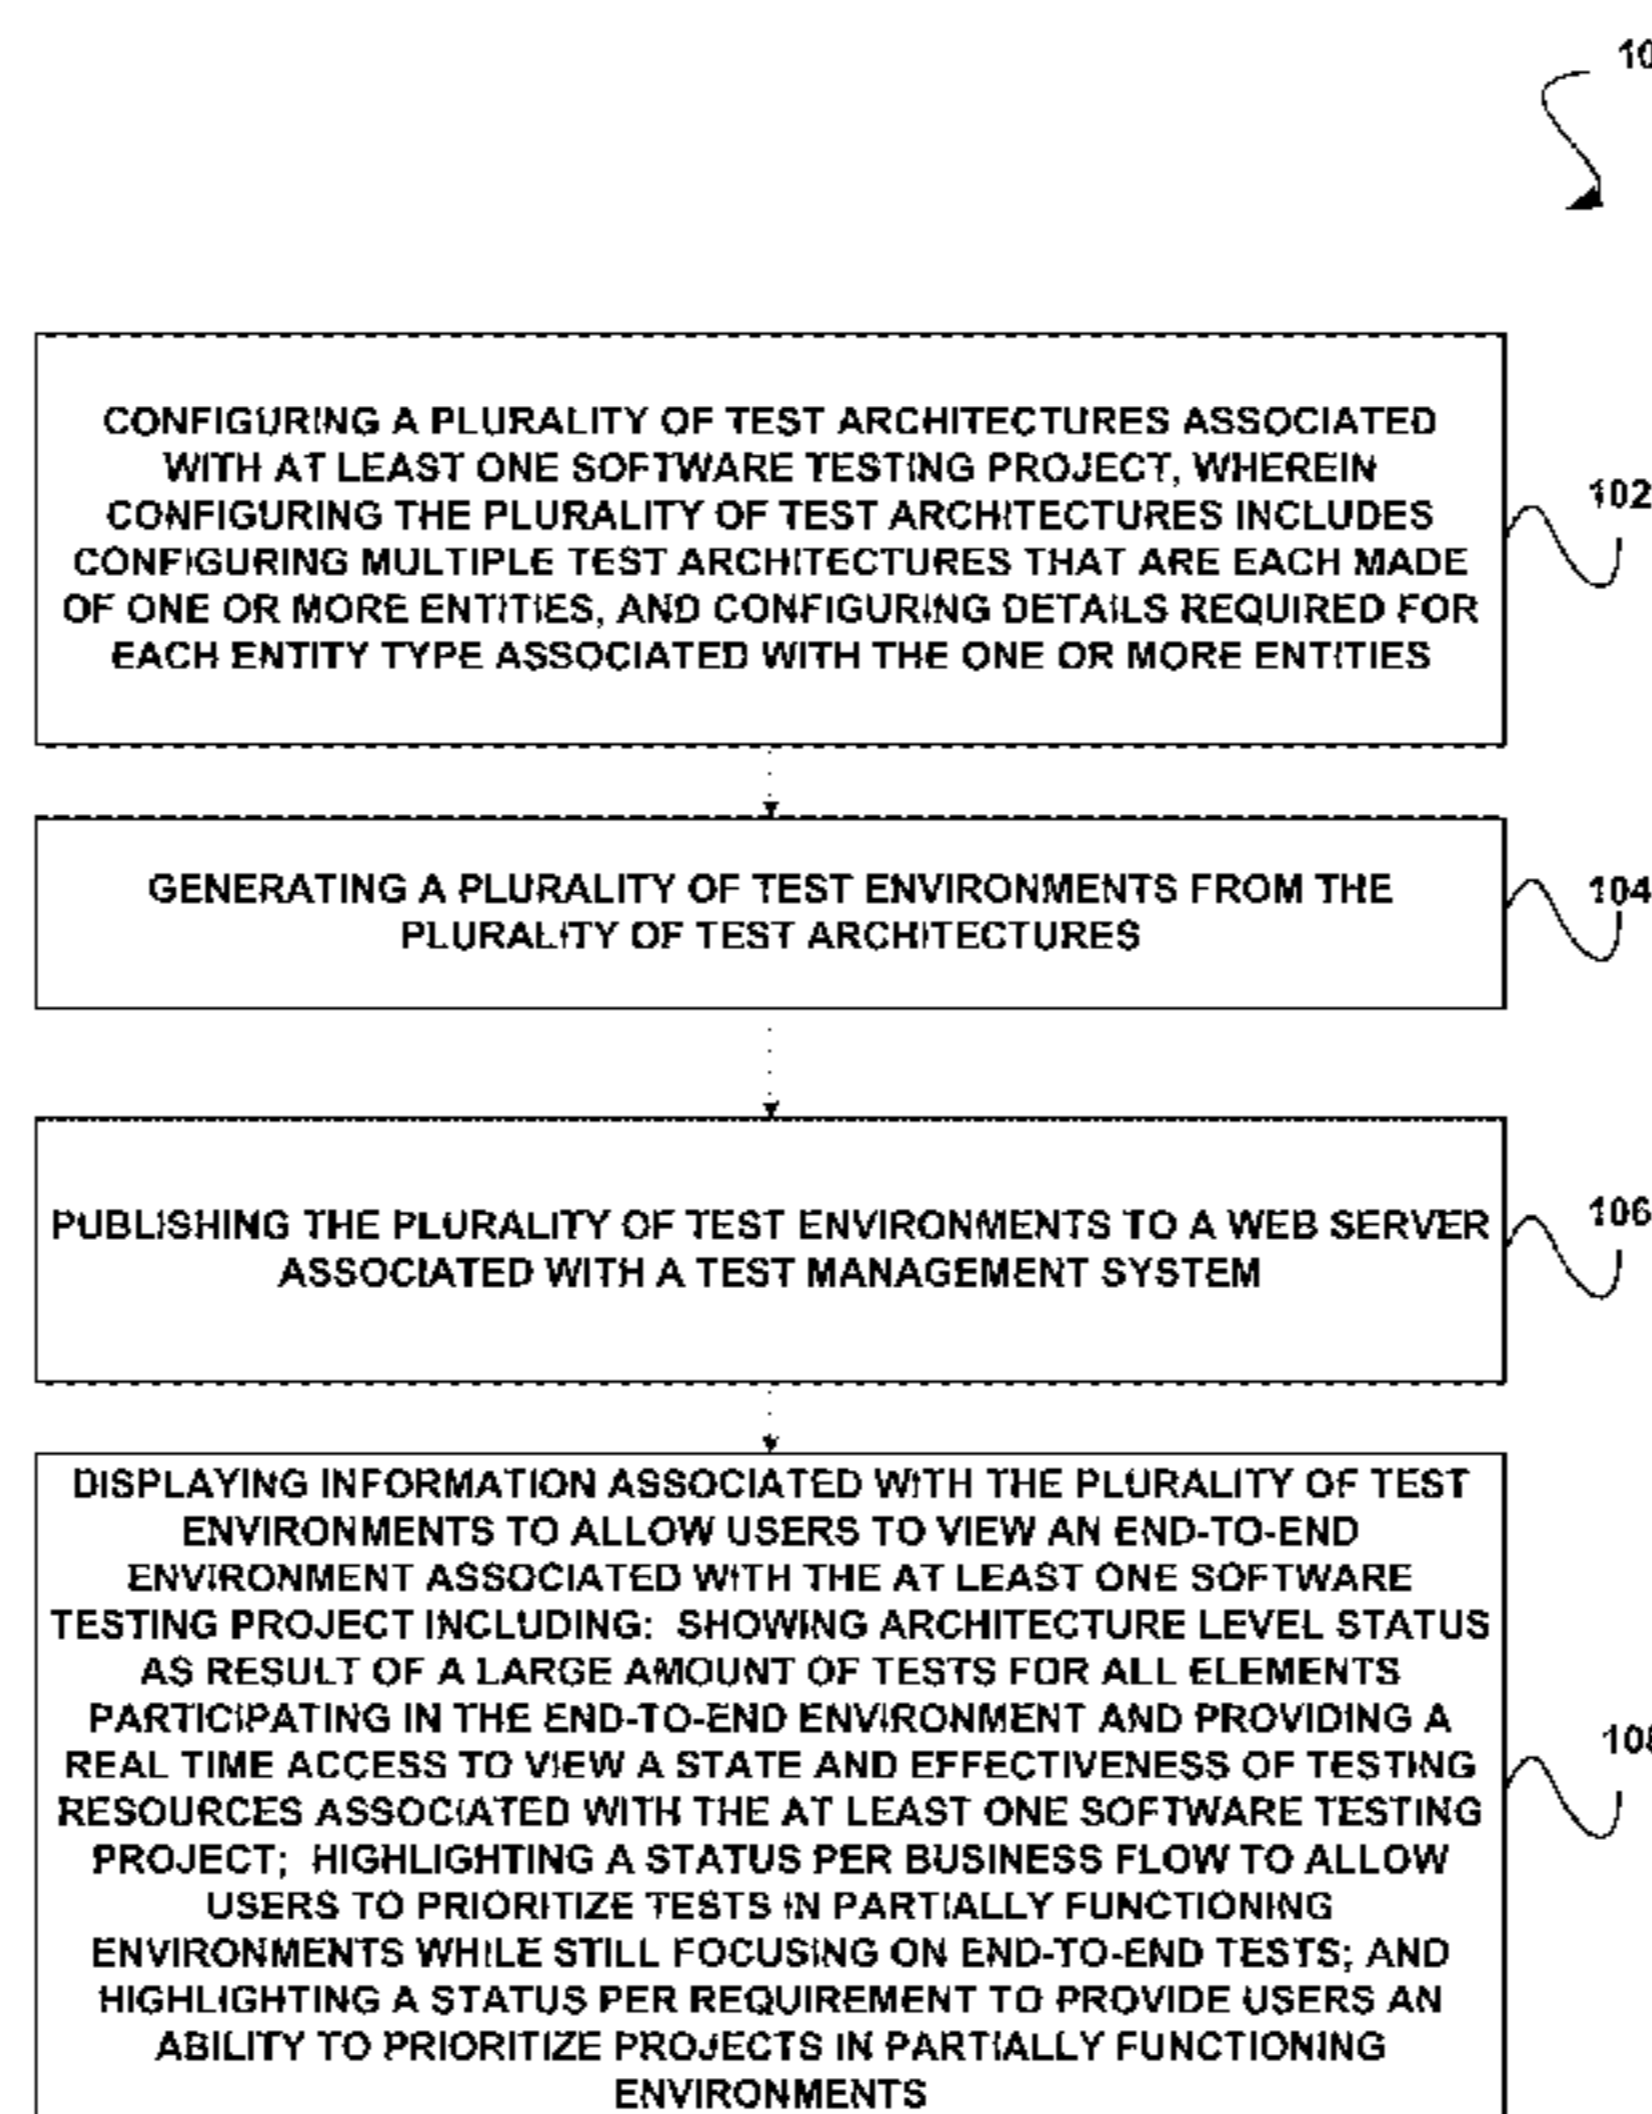 10
CONFIGURING A PLURALITY OF TEST ARCHITECTURES ASSOCIATED
WITH AT LEAST ONE SOFTWARE TESTING PROJECT, WHEREIN
CONFIGURING THE PLURALITY OF TEST ARCHITECTURES INCLUDES
CONFIGURING MULTIPLE TEST ARCHITECTURES THAT ARE EACH MADE
OF ONE OR MORE ENTITIES, AND CONFIGURING DETAILS REQUIRED FOR
EACH ENTITY TYPE ASSOCIATED WITH THE ONE OR MORE ENTITIES
102
GENERATING A PLURALITY OF TEST ENVIRONMENTS FROM THE
PLURALITY OF TEST ARCHITECTURES
104
PUBLISHING THE PLURALITY OF TEST ENVIRONMENTS TO A WEB SERVER
ASSOCIATED WITH A TEST MANAGEMENT SYSTEM
106
DISPLAYING INFORMATION ASSOCIATED WITH THE PLURALITY OF TEST
ENVIRONMENTS TO ALLOW USERS TO VIEW AN END-TO-END
ENVIRONMENT ASSOCIATED WITH THE AT LEAST ONE SOFTWARE
TESTING PROJECT INCLUDING: SHOWING ARCHITECTURE LEVEL STATUS
AS RESULT OF A LARGE AMOUNT OF TESTS FOR ALL ELEMENTS
PARTICIPATING IN THE END-TO-END ENVIRONMENT AND PROVIDING A
REAL TIME ACCESS TO VIEW A STATE AND EFFECTIVENESS OF TESTING
RESOURCES ASSOCIATED WITH THE AT LEAST ONE SOFTWARE TESTING
PROJECT; HIGHLIGHTING A STATUS PER BUSINESS FLOW TO ALLOW
USERS TO PRIORITIZE TESTS IN PARTIALLY FUNCTIONING
ENVIRONMENTS WHILE STILL FOCUSING ON END-TO-END TESTS; AND
HIGHLIGHTING A STATUS PER REQUIREMENT TO PROVIDE USERS AN
ABILITY TO PRIORITIZE PROJECTS IN PARTIALLY FUNCTIONING
ENVIRONMENTS
108